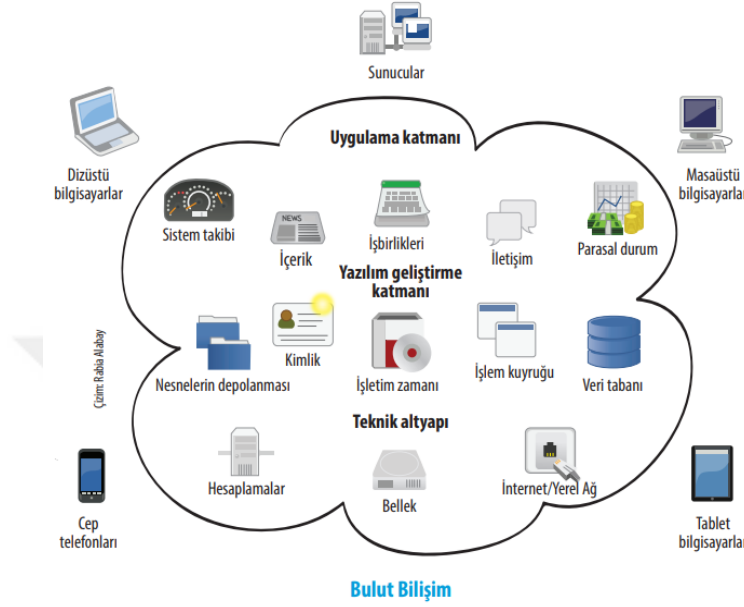 Sunucular
Dizüstü
bilgisayarlar
Masaüstü
bilgisayarlar
Uygulama katmanı
Sistem takibi
NEWS
İçerik
İşbirlikleri
İletişim
Parasal durum
Yazılım geliştirme
katmanı
Nesnelerin depolanması
Kimlik
İşletim zamanı
İşlem kuyruğu
Veri tabanı
Çizim: Rabia Alabay
Teknik altyapı
Hesaplamalar
Bellek
İnternet/Yerel Ağ
Cep
telefonları
Tablet
bilgisayarlar
Bulut Bilişim